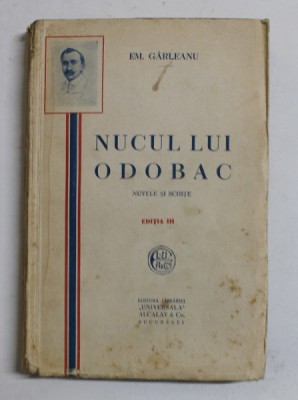 EM. GÂRLEANU
NUCUL LUI
ODOBAC
NUVELE ȘI SCHIȚE
EDIȚIA III
EDITURA LIBRĂRIEI
„UNIVERSALA"
ALCALAY & Co.
BUCUREȘTI